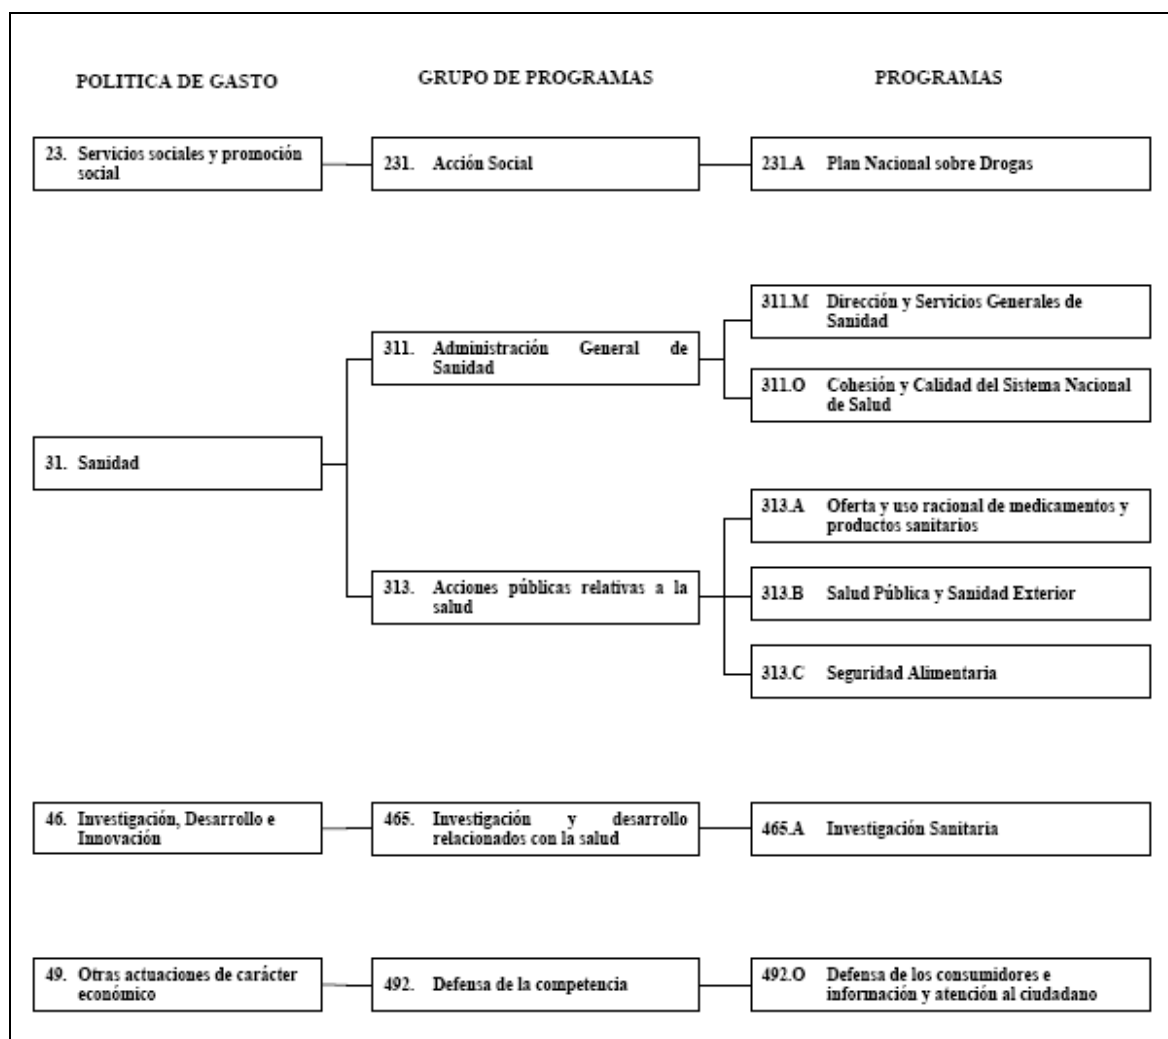 POLITICA DE GASTO
GRUPO DE PROGRAMAS
PROGRAMAS
23. Servicios sociales y promoción
social
231. Acción Social
231.A Plan Nacional sobre Drogas
31. Sanidad
311. Administración General de
Sanidad
311.M Dirección y Servicios Generales de
Sanidad
311.O Cohesión y Calidad del Sistema Nacional
de Salud
313. Acciones públicas relativas a la
salud
313.A Oferta y uso racional de medicamentos y
productos sanitarios
313.B Salud Pública y Sanidad Exterior
313.C Seguridad Alimentaria
46. Investigación, Desarrollo e
Innovación
465. Investigación y desarrollo
relacionados con la salud
465.A Investigación Sanitaria
49. Otras actuaciones de carácter
económico
492. Defensa de la competencia
492.O Defensa de los consumidores e
información y atención al ciudadano